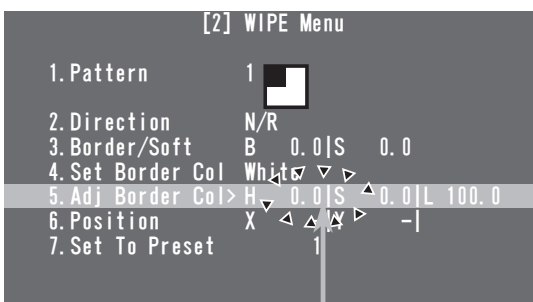 [2] WIPE Menu
1.Pattern 1
2.Direction N/R
3.Border/Soft B 0.0|S 0.0
4.Set Border Col White
5.Adj Border Col> H 0.0|S 0.0|L 100.0
6.Position X -|Y -|
7.Set To Preset 1